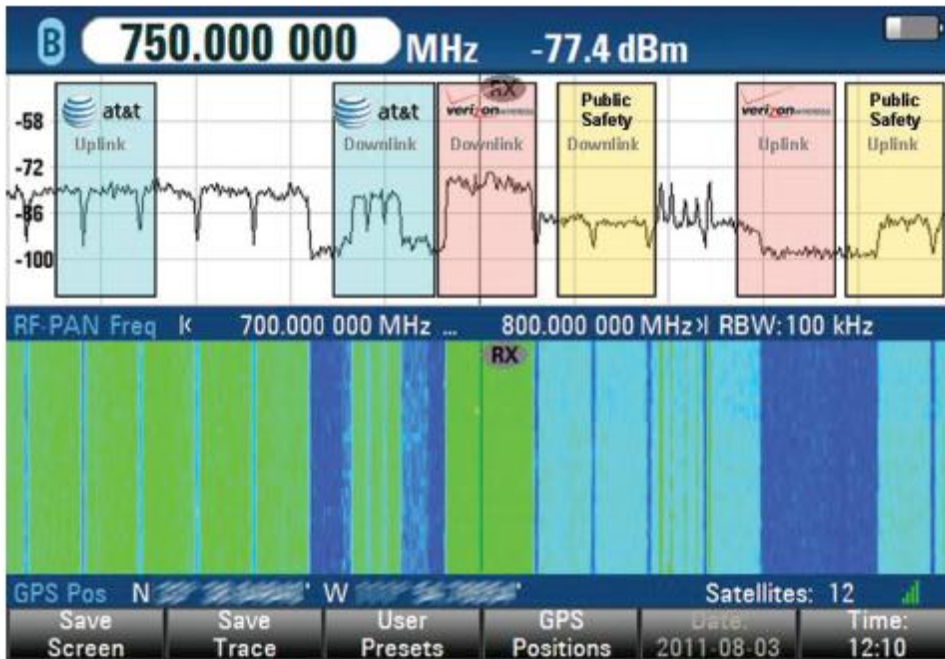 B 750.000 000 MHz -77.4 dBm
at&t
Uplink
at&t
Downlink
RX
verizon wireless
Downlink
Public
Safety
Downlink
verizon wireless
Uplink
Public
Safety
Uplink
-58
-72
-86
-100
RF-PAN Freq 700.000 000 MHz ... 800.000 000 MHz RBW: 100 kHz
RX
GPS Pos N ' W ' Satellites: 12
Save
Screen
Save
Trace
User
Presets
GPS
Positions
Date:
2011-08-03
Time:
12:10